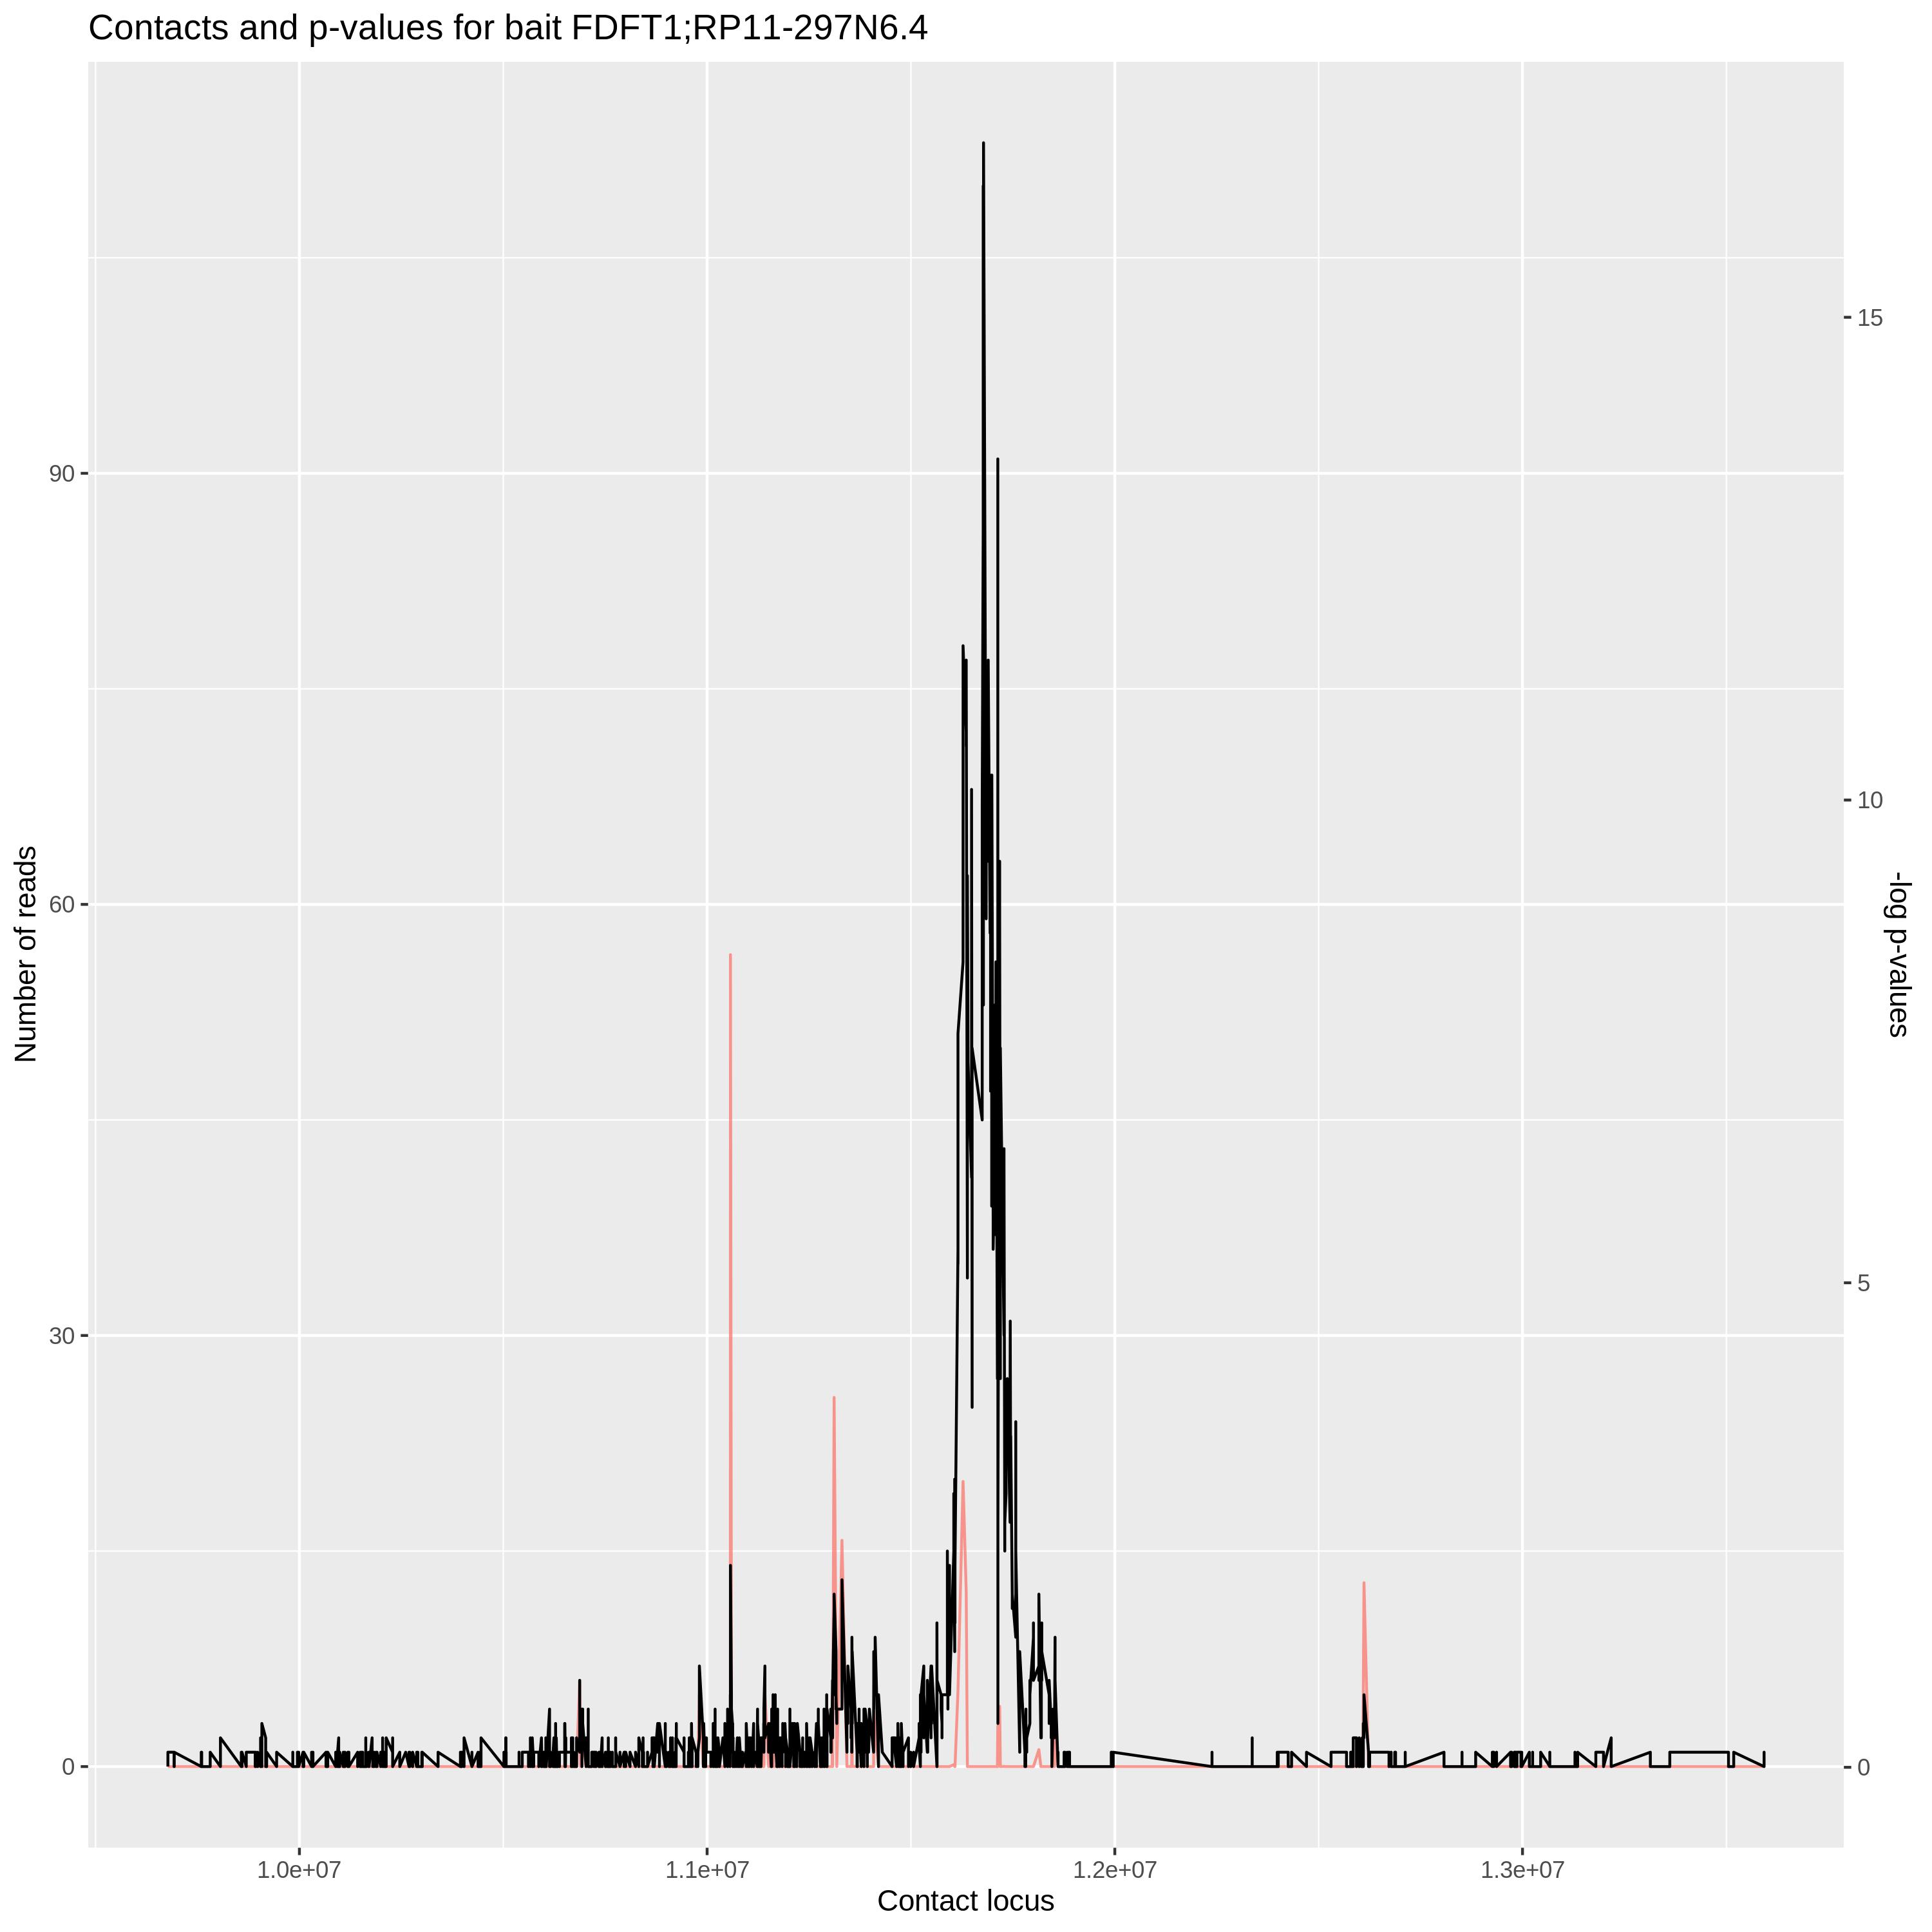 Contacts and p-values for bait FDFT1;RP11-297N6.4
Number of reads
90
60
30
0
15
10
5
0
-log p-values
1.0e+07
1.1e+07
1.2e+07
1.3e+07
Contact locus